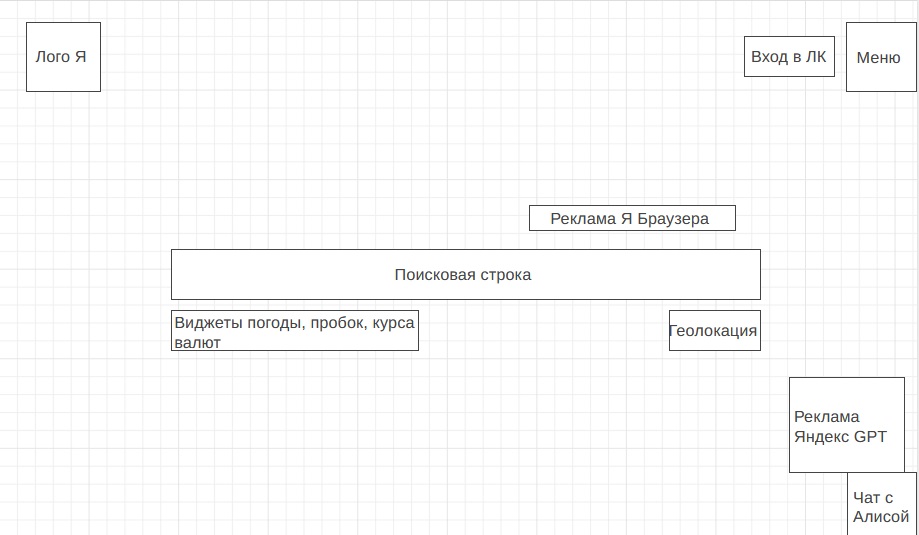 Лого Я
Вход в ЛК
Меню
Реклама Я Браузера
Поисковая строка
Виджеты погоды, пробок, курса
валют
Геолокация
Реклама
Яндекс GPT
Чат с
Алисой